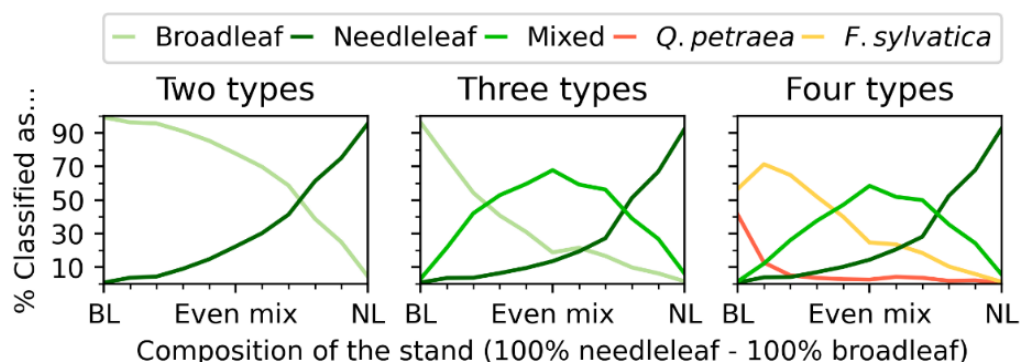 Broadleaf Needleleaf Mixed Q. petraea F. sylvatica
Two types Three types Four types
% Classified as...
90
70
50
30
10
BL Even mix NL BL Even mix NL BL Even mix NL
Composition of the stand (100% needleleaf - 100% broadleaf)